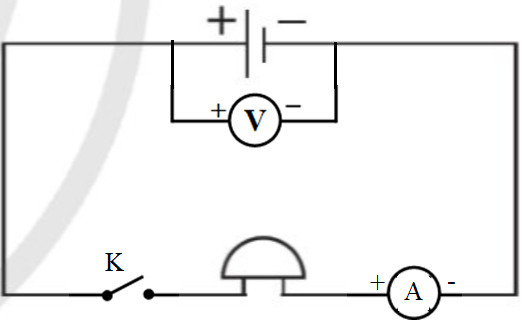 + −
+ V −
K
+ A -